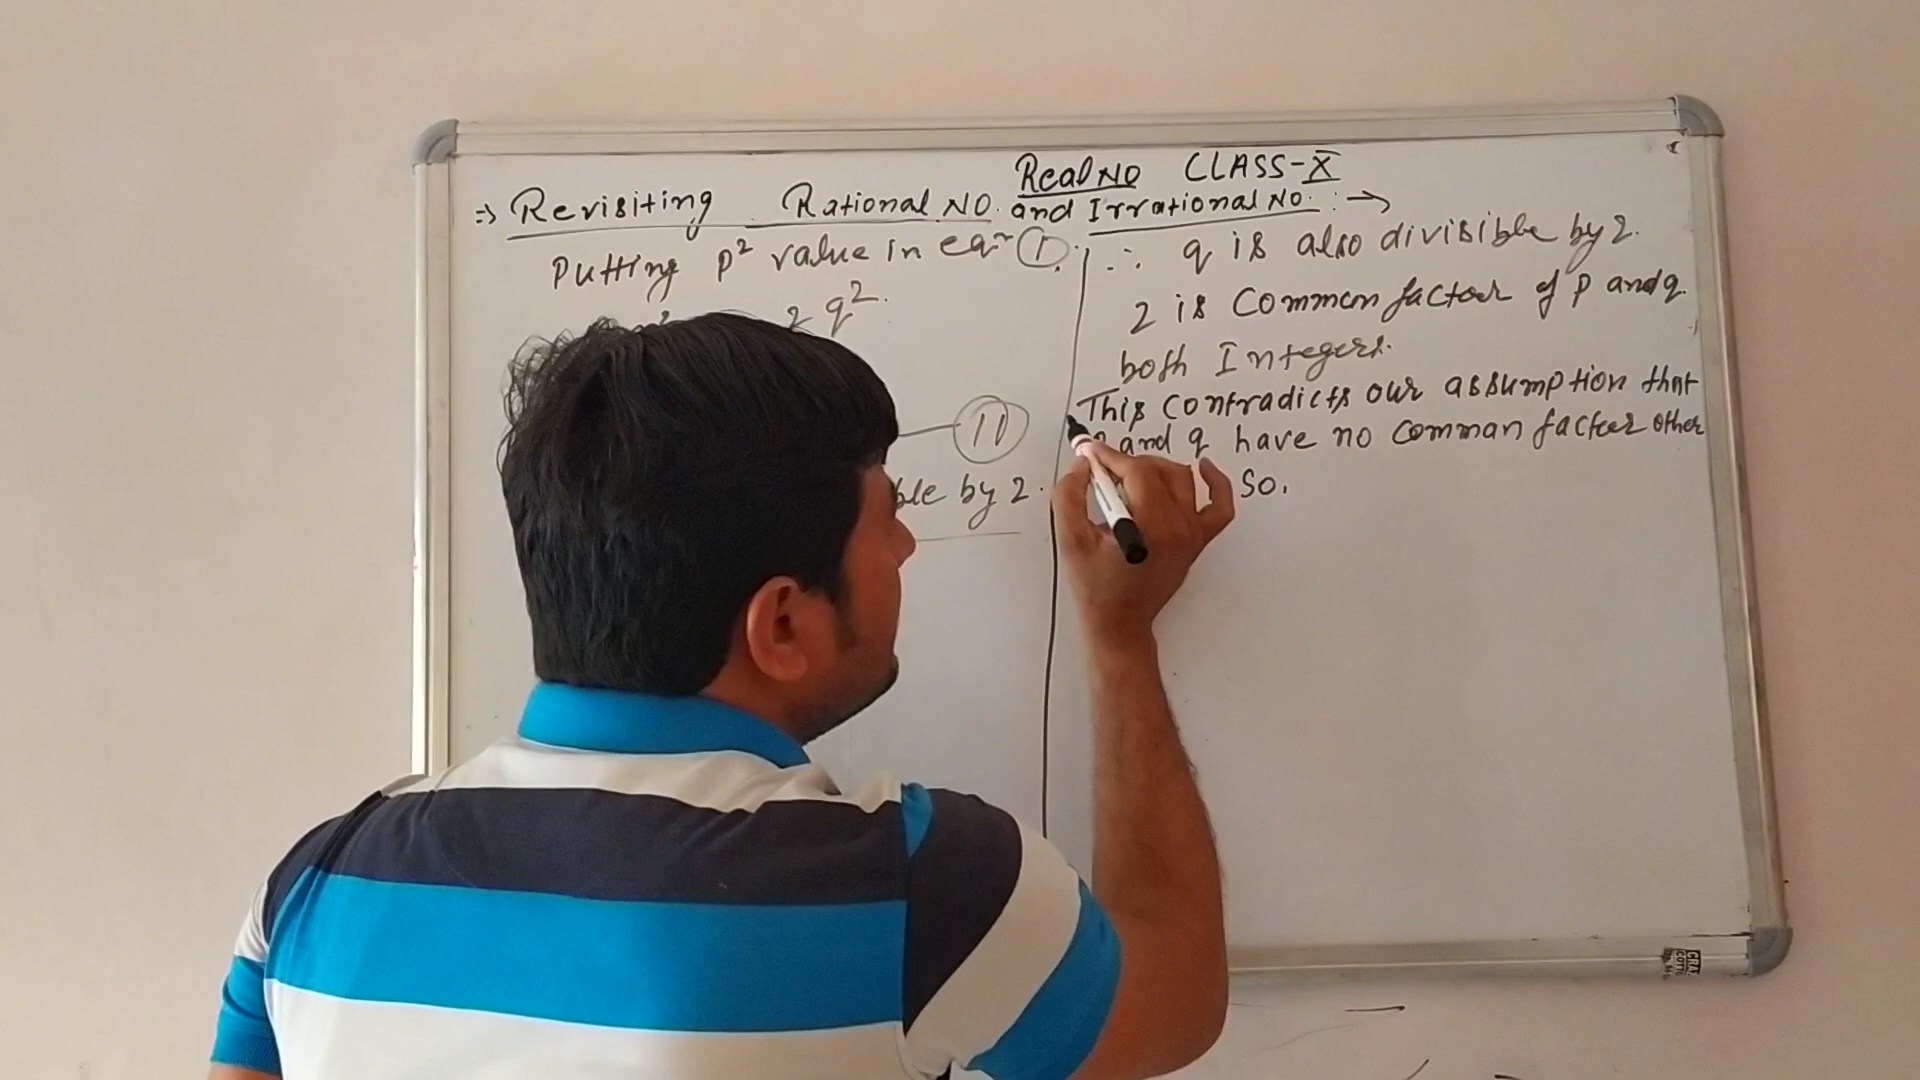 Real NO CLASS-X
⇒ Revisiting Rational NO. and Irrational No. : →
Putting p² value in eqⁿ ①.
2q².
⑪
ble by 2.
∴ q is also divisible by 2.
2 is Common factor of p and q.
both Integers.
This contradicts our assumption that
and q have no comman factor other
So,